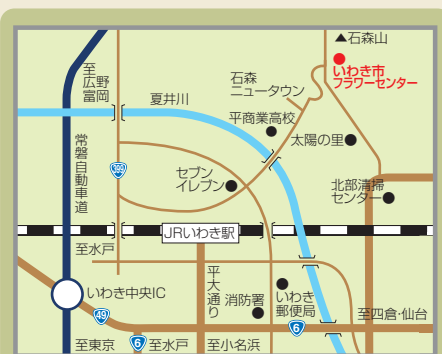 ▲石森山
いわき市
フラワーセンター
至広野
富岡
石森
ニュータウン
夏井川
平商業高校
太陽の里
常磐自動車道
399
セブン
イレブン
北部清掃
センター
JRいわき駅
至水戸
いわき中央IC
平大通り
消防署
いわき
郵便局
至四倉・仙台
49
6
6
至東京
至水戸
至小名浜